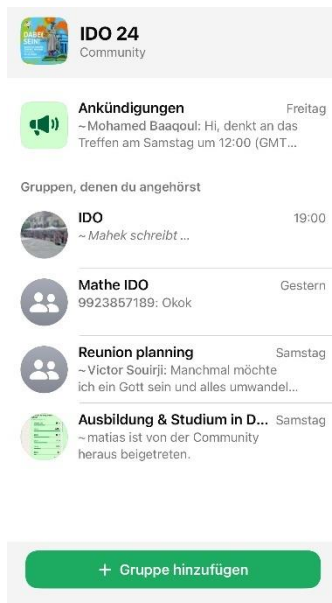 DABEI
SEIN!
IDO 24
Community
Ankündigungen Freitag
~Mohamed Baaqoul: Hi, denkt an das
Treffen am Samstag um 12:00 (GMT...
Gruppen, denen du angehörst
IDO 19:00
~Mahek schreibt ...
Mathe IDO Gestern
9923857189: Okok
Reunion planning Samstag
~Victor Souirji: Manchmal möchte
ich ein Gott sein und alles umwandel...
Ausbildung & Studium in D... Samstag
~matias ist von der Community
heraus beigetreten.
+ Gruppe hinzufügen